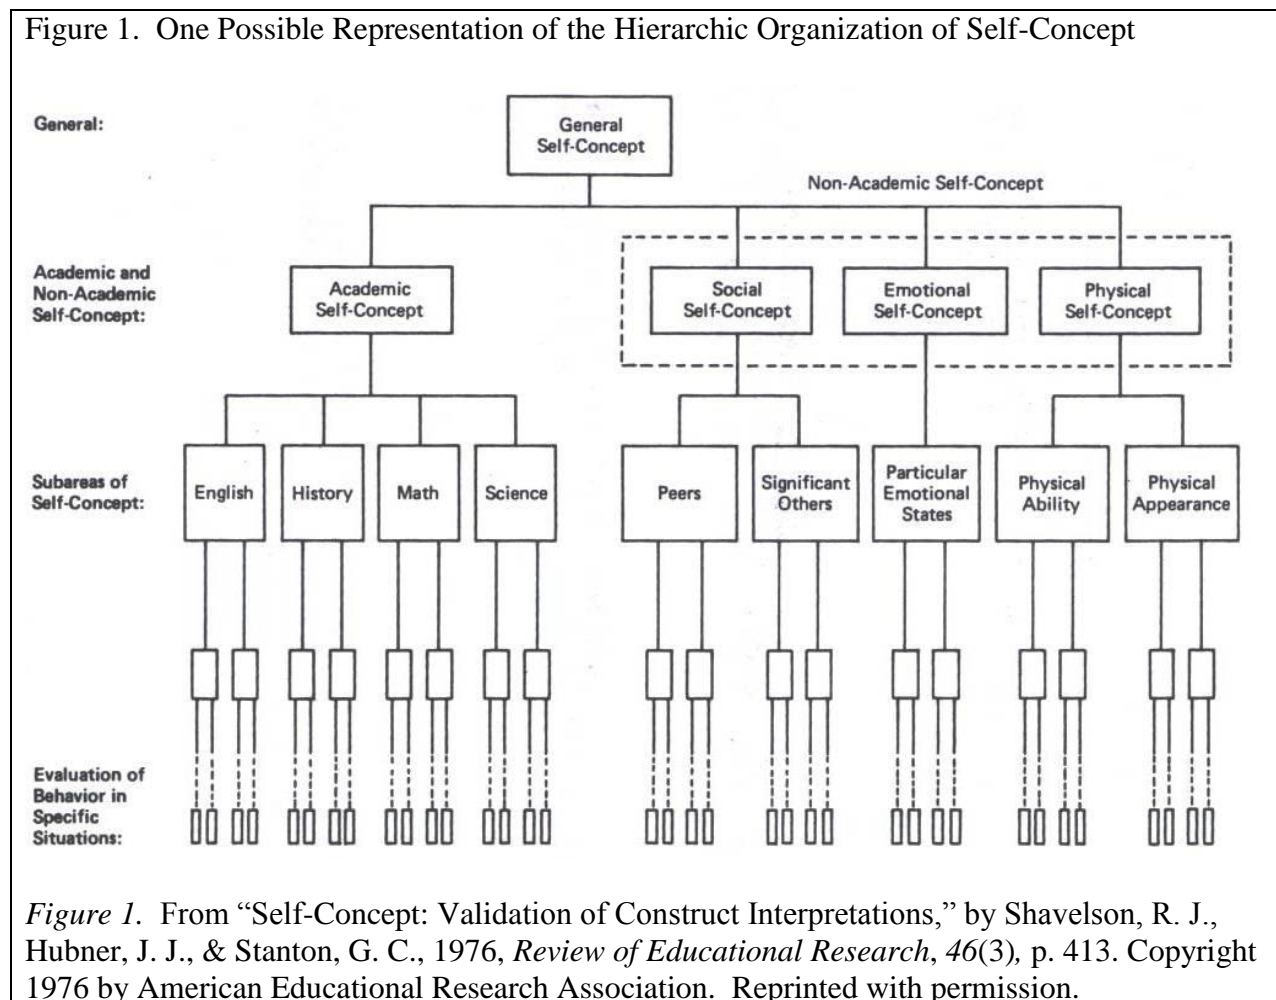 Figure 1.  One Possible Representation of the Hierarchic Organization of Self-Concept
General:
General
Self-Concept
Non-Academic Self-Concept
Academic and
Non-Academic
Self-Concept:
Academic
Self-Concept
Social
Self-Concept
Emotional
Self-Concept
Physical
Self-Concept
Subareas of
Self-Concept:
English
History
Math
Science
Peers
Significant
Others
Particular
Emotional
States
Physical
Ability
Physical
Appearance
Evaluation of
Behavior in
Specific
Situations:
Figure 1.  From “Self-Concept: Validation of Construct Interpretations,” by Shavelson, R. J.,
Hubner, J. J., & Stanton, G. C., 1976, Review of Educational Research, 46(3), p. 413. Copyright
1976 by American Educational Research Association.  Reprinted with permission.